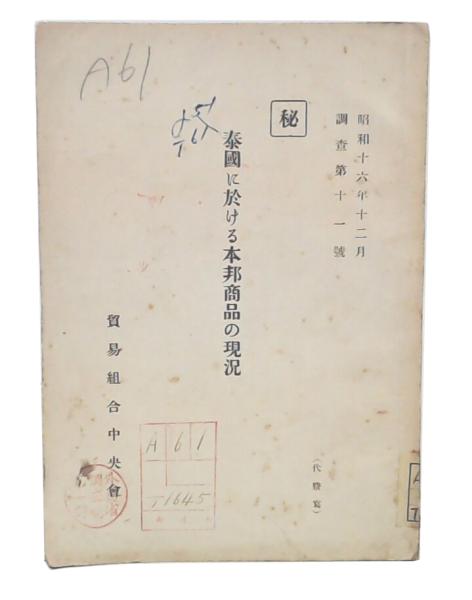 昭和十六年十二月
調査第十一號
秘
泰國に於ける本邦商品の現況
貿易組合中央會
(代謄寫)
A61
A 6 1
T1645